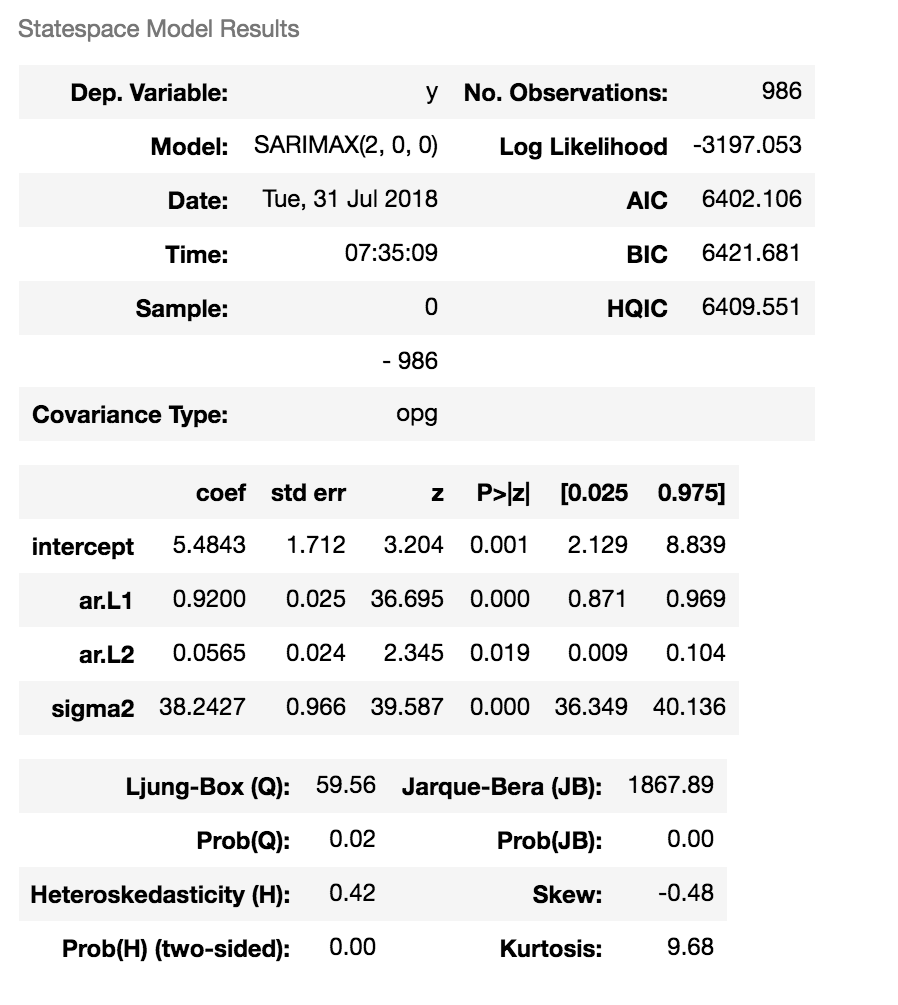 Statespace Model Results
Dep. Variable: y No. Observations: 986
Model: SARIMAX(2, 0, 0) Log Likelihood -3197.053
Date: Tue, 31 Jul 2018 AIC 6402.106
Time: 07:35:09 BIC 6421.681
Sample: 0 HQIC 6409.551
- 986
Covariance Type: opg
coef std err z P>|z| [0.025 0.975]
intercept 5.4843 1.712 3.204 0.001 2.129 8.839
ar.L1 0.9200 0.025 36.695 0.000 0.871 0.969
ar.L2 0.0565 0.024 2.345 0.019 0.009 0.104
sigma2 38.2427 0.966 39.587 0.000 36.349 40.136
Ljung-Box (Q): 59.56 Jarque-Bera (JB): 1867.89
Prob(Q): 0.02 Prob(JB): 0.00
Heteroskedasticity (H): 0.42 Skew: -0.48
Prob(H) (two-sided): 0.00 Kurtosis: 9.68